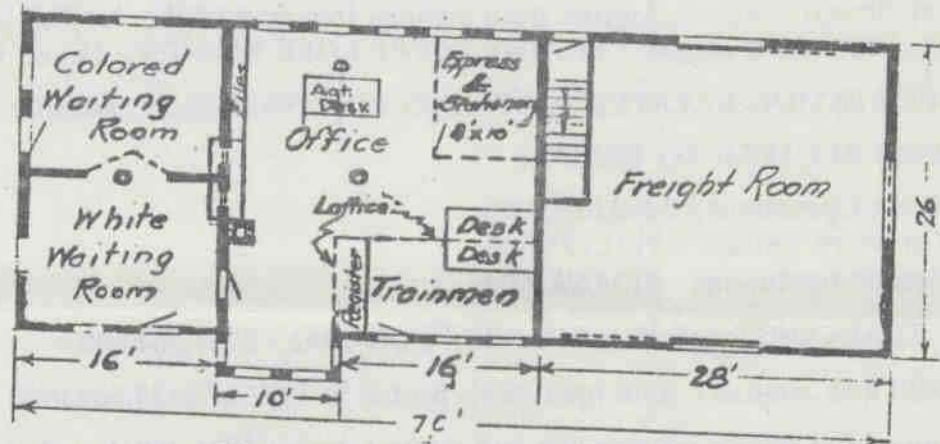 Colored
Waiting
Room
Files
Agt.
Desk
Office
Express
&
Stationery
8'x10'
Freight Room
White
Waiting
Room
Lattice
Desk
Desk
Register
Trainmen
26'
16'
10'
16'
28'
70'